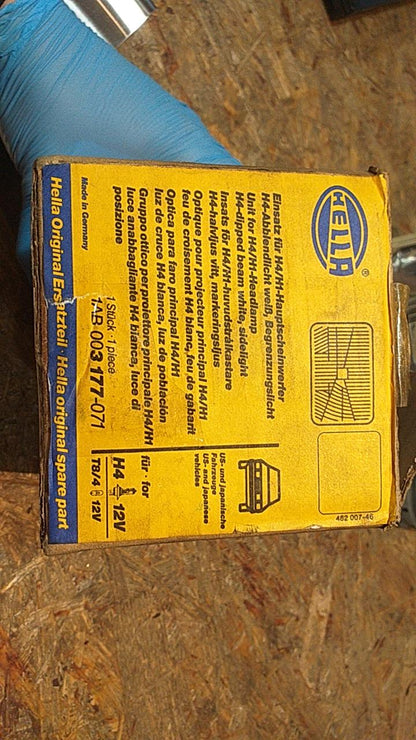 HELLA
®
Einsatz für H4/H1-Hauptscheinwerfer
H4-Abblendlicht weiß, Begrenzungslicht
Unit for H4/H1-Headlamp
H4-dipped beam white, sidelight
Insats för H4/H1-huvudstrålkastare
H4-halvljus vitt, markeringsljus
Optique pour projecteur principal H4/H1
feu de croisement H4 blanc, feu de gabarit
Optica para faro principal H4/H1
luz de cruce H4 blanca, luz de población
Gruppo ottico per proiettore principale H4/H1
luce anabbagliante H4 blanca, luce di
posizione
US- und japanische
Fahrzeuge
US- and japanese
vehicles
für · for
H4 12V
T8/4 12V
1 Stück · 1 piece
1AB 003 177-071
Made in Germany
Hella Original Ersatzteil · Hella original spare part
482 007-46